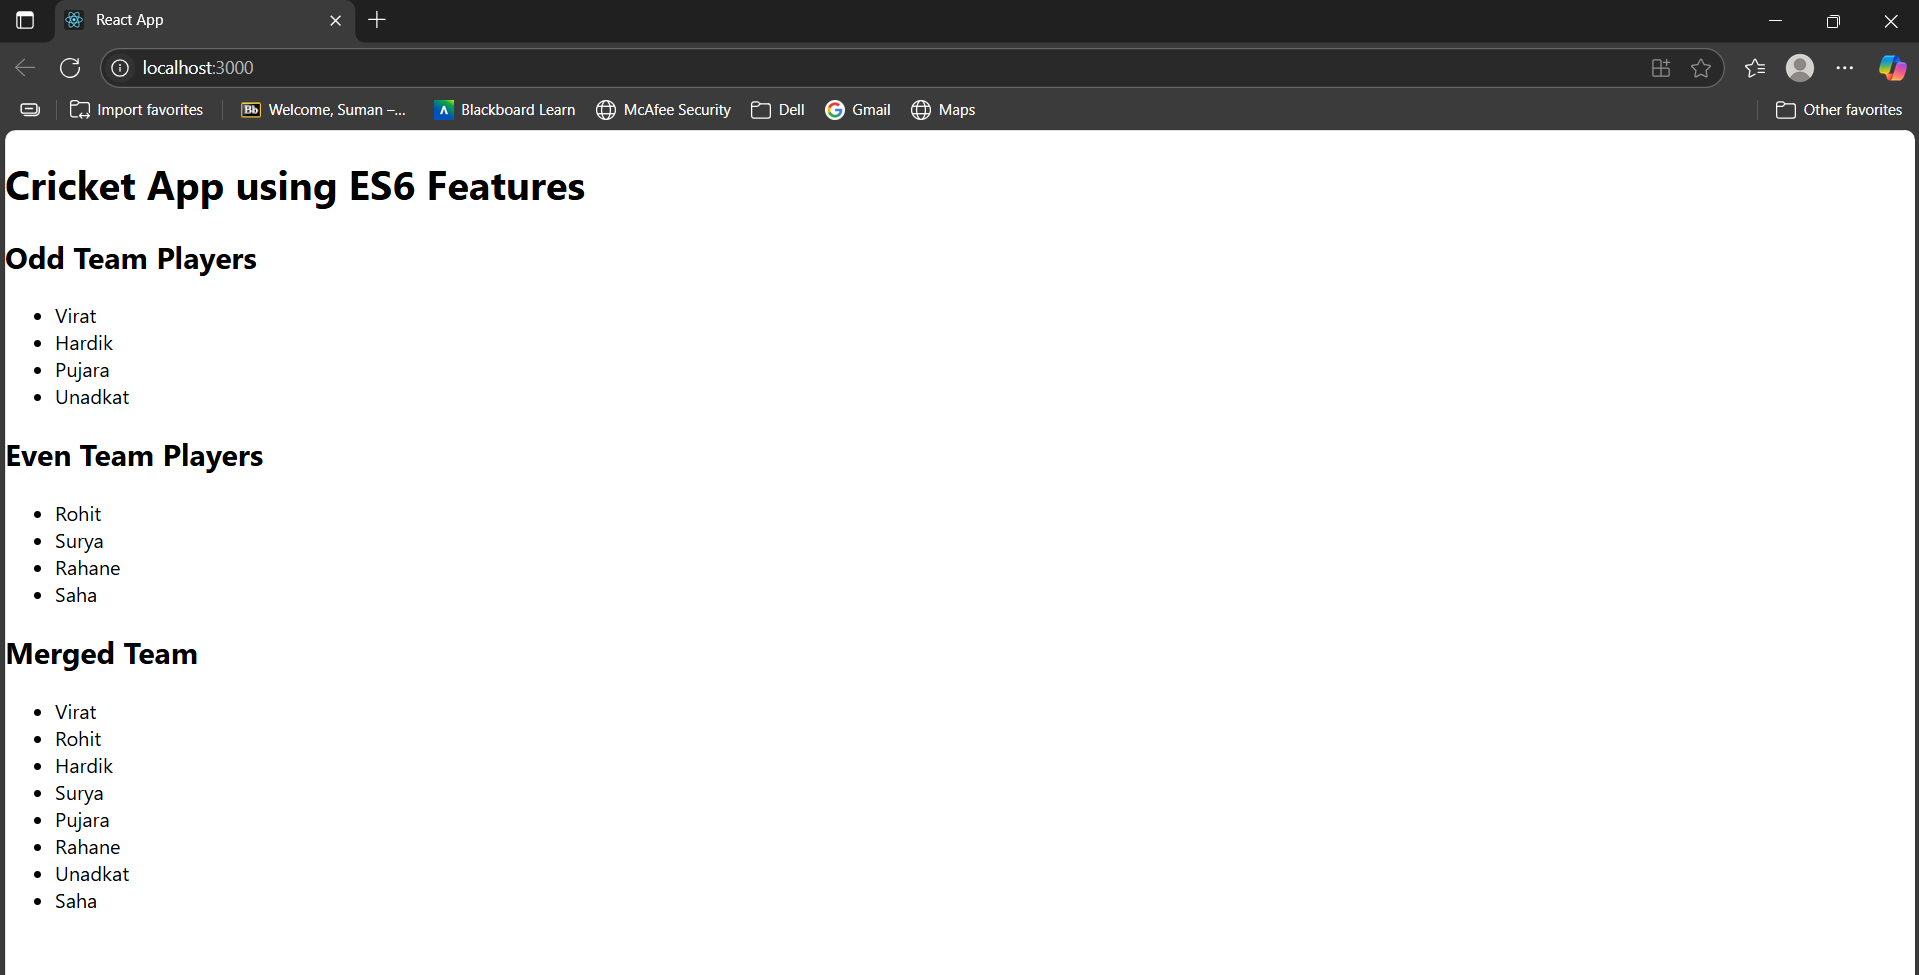 React App
localhost:3000
Import favorites
Bb Welcome, Suman –...
Blackboard Learn
McAfee Security
Dell
Gmail
Maps
Other favorites
Cricket App using ES6 Features
Odd Team Players
Virat
Hardik
Pujara
Unadkat
Even Team Players
Rohit
Surya
Rahane
Saha
Merged Team
Virat
Rohit
Hardik
Surya
Pujara
Rahane
Unadkat
Saha